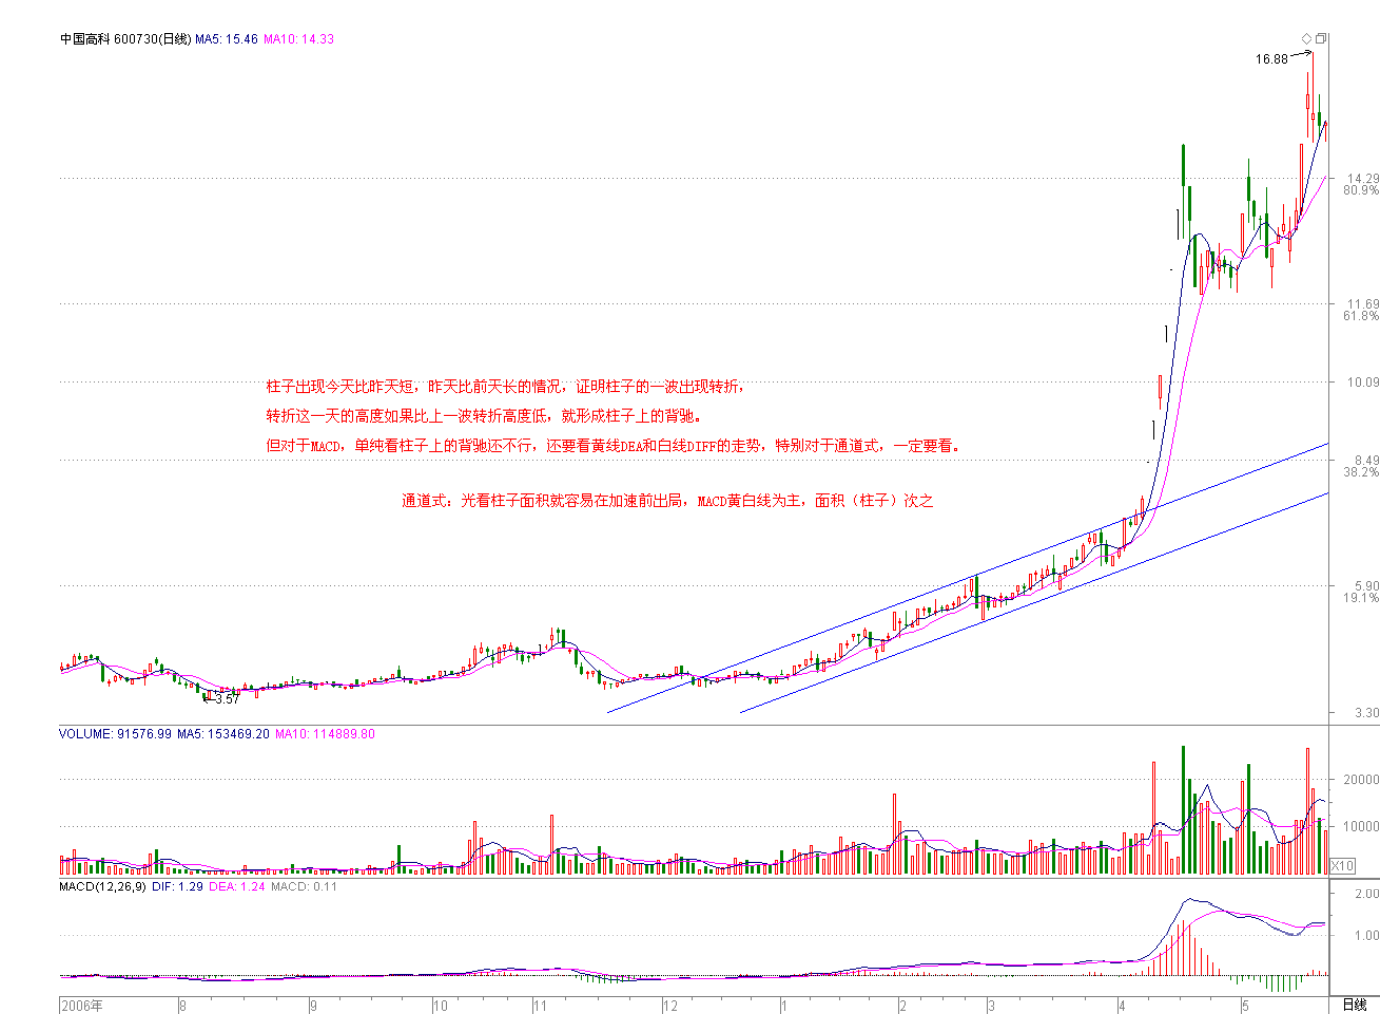 中国高科 600730(日线) MA5: 15.46 MA10: 14.33
16.88
14.29
80.9%
11.69
61.8%
柱子出现今天比昨天短，昨天比前天长的情况，证明柱子的一波出现转折，
10.09
转折这一天的高度如果比上一波转折高度低，就形成柱子上的背驰。
但对于MACD，单纯看柱子上的背驰还不行，还要看黄线DEA和白线DIFF的走势，特别对于通道式，一定要看。
8.49
38.2%
通道式：光看柱子面积就容易在加速前出局，MACD黄白线为主，面积（柱子）次之
5.90
19.1%
3.57
3.30
VOLUME: 91576.99 MA5: 153469.20 MA10: 114889.80
20000
10000
X10
MACD(12,26,9) DIF: 1.29 DEA: 1.24 MACD: 0.11
2.00
1.00
2006年 8 9 10 11 12 1 2 3 4 5 日线